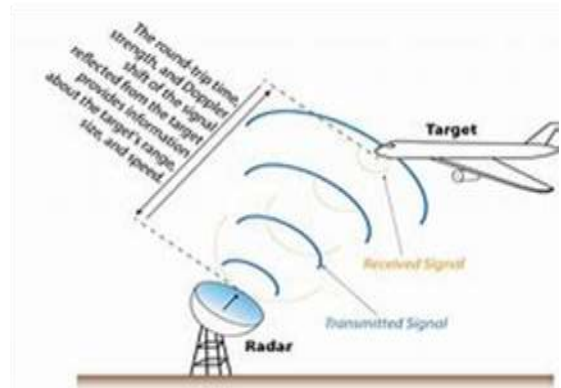 The round-trip time,
strength, and Doppler
shift of the signal
reflected from the target
provides information
about the target's range,
size, and speed.
Target
Received Signal
Transmitted Signal
Radar